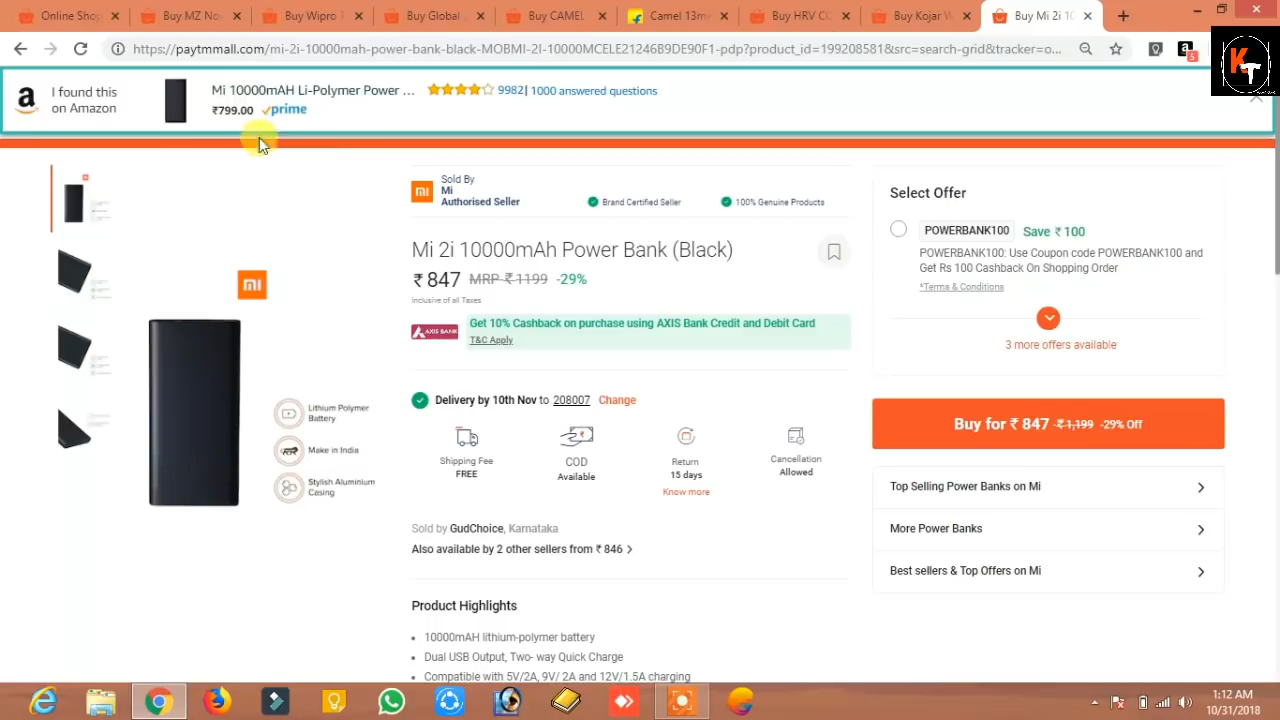 Online Shop
Buy MZ Nov
Buy Wipro T
Buy Global
Buy CAMEL
Camel 13m
Buy HRV CC
Buy Kojar W
Buy Mi 2i 10
https://paytmmall.com/mi-2i-10000mah-power-bank-black-MOBMI-2I-10000MCELE21246B9DE90F1-pdp?product_id=199208581&src=search-grid&tracker=o...
5
KT
a
I found this
on Amazon
Mi 10000mAH Li-Polymer Power ...
9982 | 1000 answered questions
₹799.00 prime
Sold By
Mi
Authorised Seller
Brand Certified Seller
100% Genuine Products
Mi 2i 10000mAh Power Bank (Black)
₹ 847 MRP ₹ 1199 -29%
Inclusive of all Taxes
AXIS BANK
Get 10% Cashback on purchase using AXIS Bank Credit and Debit Card
T&C Apply
Delivery by 10th Nov to 208007 Change
Shipping Fee
FREE
COD
Available
Return
15 days
Know more
Cancellation
Allowed
Sold by GudChoice, Karnataka
Also available by 2 other sellers from ₹ 846
Product Highlights
10000mAH lithium-polymer battery
Dual USB Output, Two- way Quick Charge
Compatible with 5V/2A, 9V/ 2A and 12V/1.5A charging
mi
Lithium Polymer
Battery
Make in India
Stylish Aluminium
Casing
Select Offer
POWERBANK100 Save ₹ 100
POWERBANK100: Use Coupon code POWERBANK100 and
Get Rs 100 Cashback On Shopping Order
*Terms & Conditions
3 more offers available
Buy for ₹ 847 ₹ 1,199 -29% Off
Top Selling Power Banks on Mi
More Power Banks
Best sellers & Top Offers on Mi
1:12 AM
10/31/2018